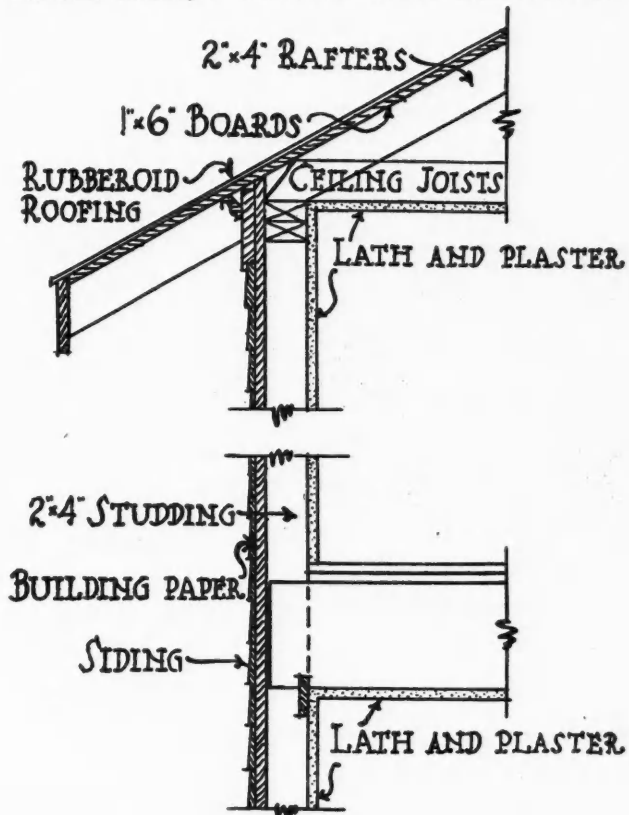 2"×4" RAFTERS
1"×6" BOARDS
RUBBEROID
ROOFING
CEILING JOISTS
LATH AND PLASTER
2"×4" STUDDING
BUILDING PAPER
SIDING
LATH AND PLASTER